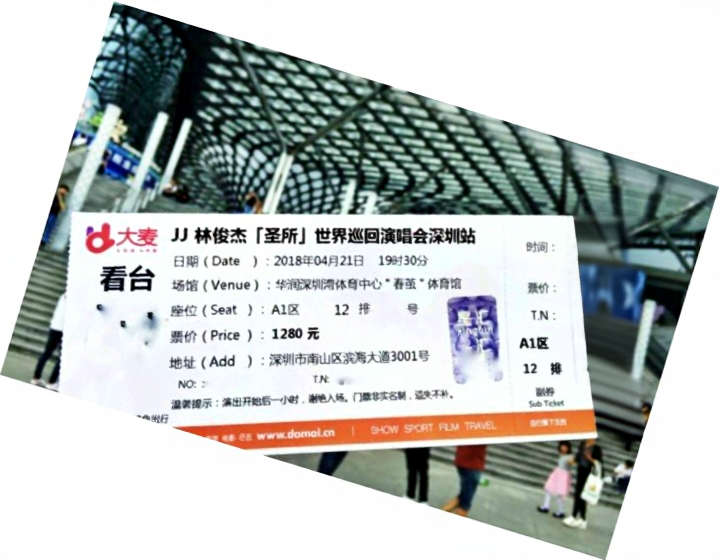 大麦
看台
JJ 林俊杰「圣所」世界巡回演唱会深圳站
日期（Date ）：2018年04月21日 19时30分
场馆（Venue）：华润深圳湾体育中心"春茧"体育馆
座位（Seat ）：A1区 12 排 号
票价（Price ）：1280 元
地址（Add ）：深圳市南山区滨海大道3001号
NO: : T.N:
温馨提示：演出开始后一小时，谢绝入场。门票非实名制，遗失不补。
www.damai.cn | SHOW SPORT FILM TRAVEL
时间：
票价：
T.N：
A1区
12 排
副券
Sub Ticket